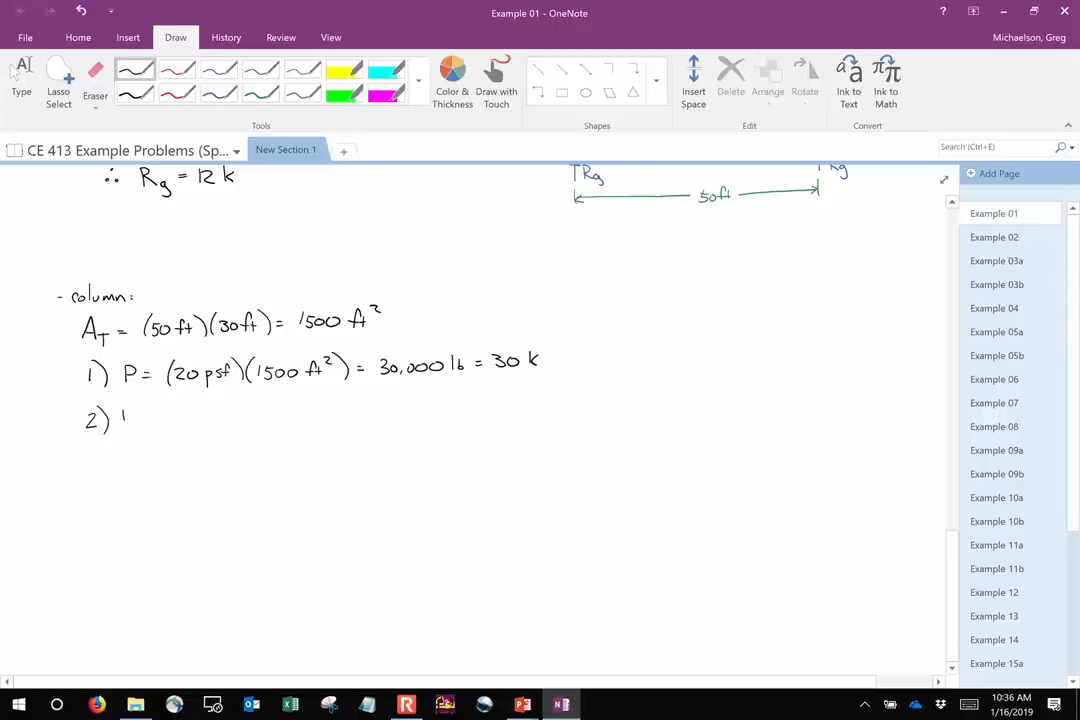 Example 01 - OneNote
?
File Home Insert Draw History Review View
Michaelson, Greg
Type
Lasso Select
Eraser
Color & Thickness
Draw with Touch
Insert Space
Delete
Arrange
Rotate
Ink to Text
Ink to Math
Tools
Shapes
Edit
Convert
CE 413 Example Problems (Sp...
New Section 1
Search (Ctrl+E)
Add Page
∴ Rg = 12 k
Rg
Rg
50 ft
- column:
A_T = (50 ft)(30 ft) = 1500 ft²
1) P = (20 psf)(1500 ft²) = 30,000 lb = 30 k
2)
Example 01
Example 02
Example 03a
Example 03b
Example 04
Example 05a
Example 05b
Example 06
Example 07
Example 08
Example 09a
Example 09b
Example 10a
Example 10b
Example 11a
Example 11b
Example 12
Example 13
Example 14
Example 15a
10:36 AM
1/16/2019